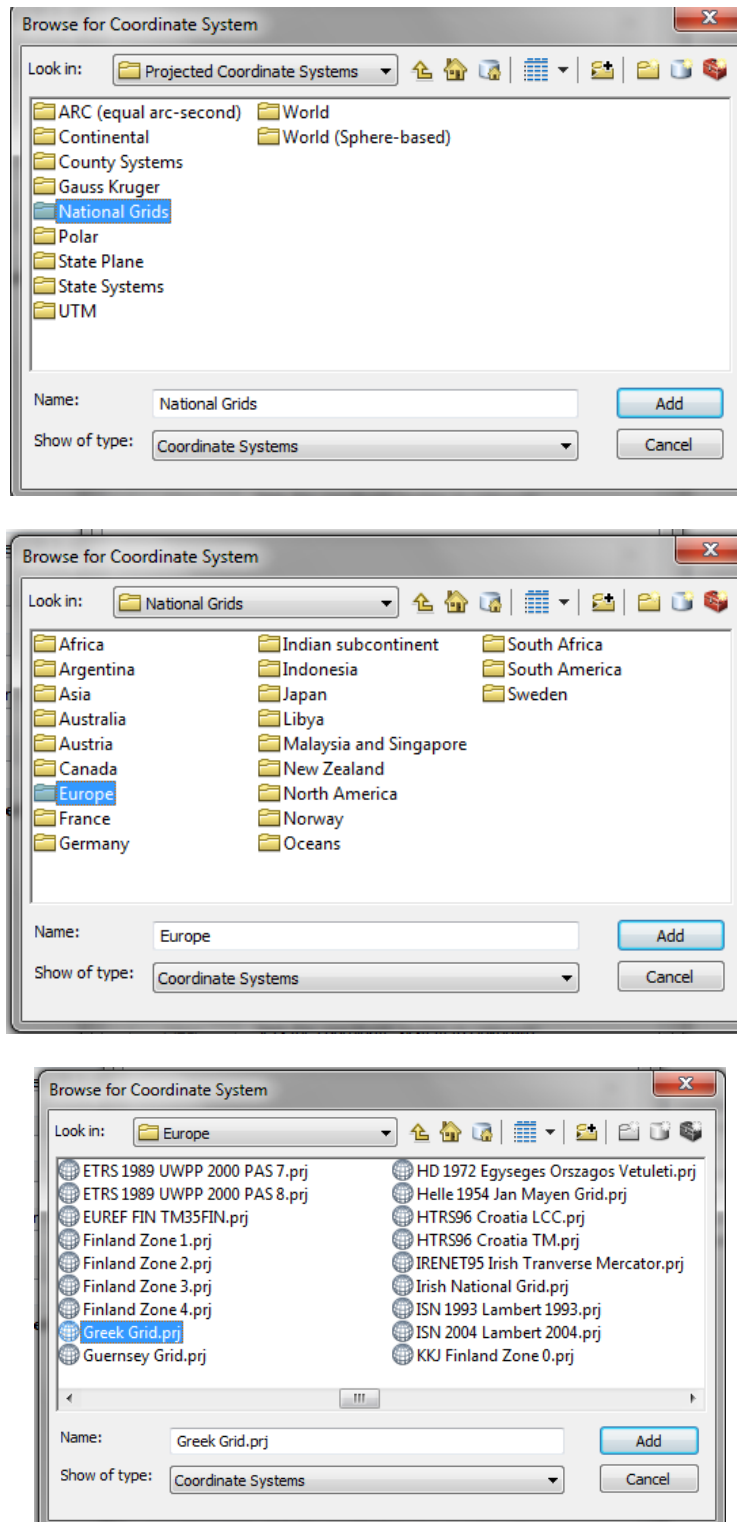 Browse for Coordinate System
x
Look in: Projected Coordinate Systems
ARC (equal arc-second) World
Continental World (Sphere-based)
County Systems
Gauss Kruger
National Grids
Polar
State Plane
State Systems
UTM
Name: National Grids Add
Show of type: Coordinate Systems Cancel
Browse for Coordinate System
x
Look in: National Grids
Africa Indian subcontinent South Africa
Argentina Indonesia South America
Asia Japan Sweden
Australia Libya
Austria Malaysia and Singapore
Canada New Zealand
Europe North America
France Norway
Germany Oceans
Name: Europe Add
Show of type: Coordinate Systems Cancel
Browse for Coordinate System
x
Look in: Europe
ETRS 1989 UWPP 2000 PAS 7.prj HD 1972 Egyseges Orszagos Vetuleti.prj
ETRS 1989 UWPP 2000 PAS 8.prj Helle 1954 Jan Mayen Grid.prj
EUREF FIN TM35FIN.prj HTRS96 Croatia LCC.prj
Finland Zone 1.prj HTRS96 Croatia TM.prj
Finland Zone 2.prj IRENET95 Irish Tranverse Mercator.prj
Finland Zone 3.prj Irish National Grid.prj
Finland Zone 4.prj ISN 1993 Lambert 1993.prj
Greek Grid.prj ISN 2004 Lambert 2004.prj
Guernsey Grid.prj KKJ Finland Zone 0.prj
Name: Greek Grid.prj Add
Show of type: Coordinate Systems Cancel